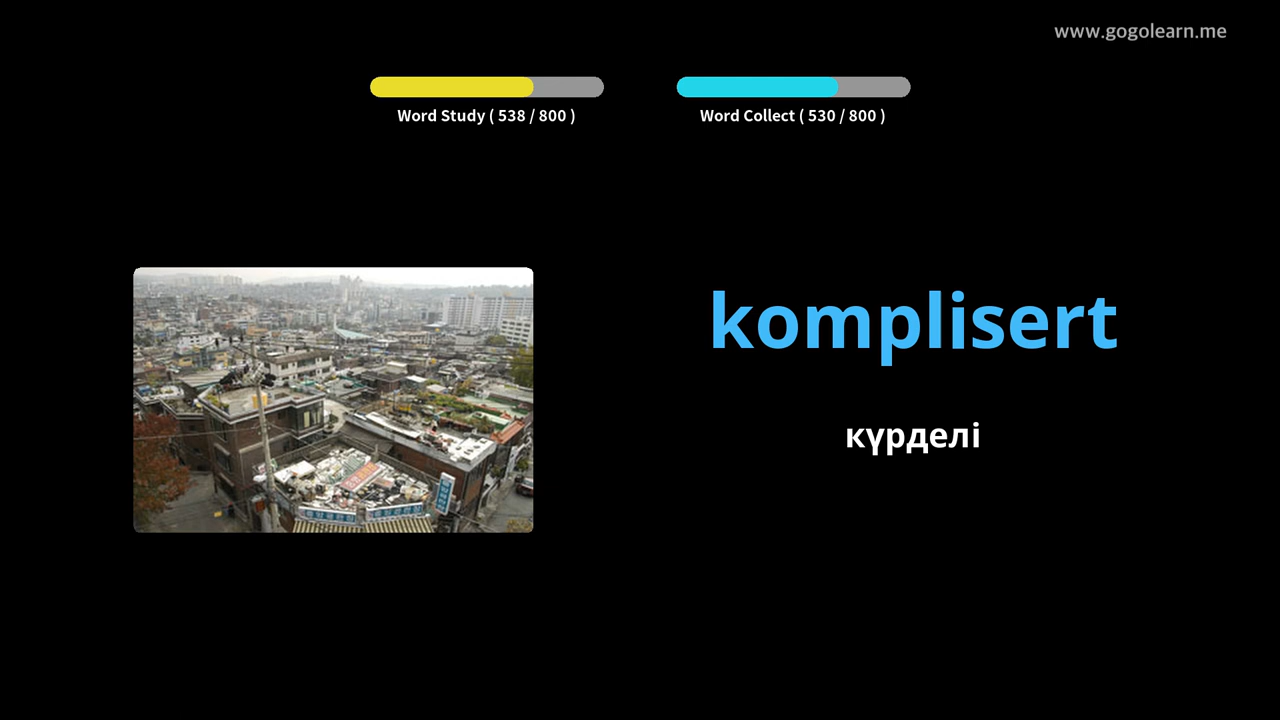 www.gogolearn.me
Word Study ( 538 / 800 )
Word Collect ( 530 / 800 )
komplisert
күрделі